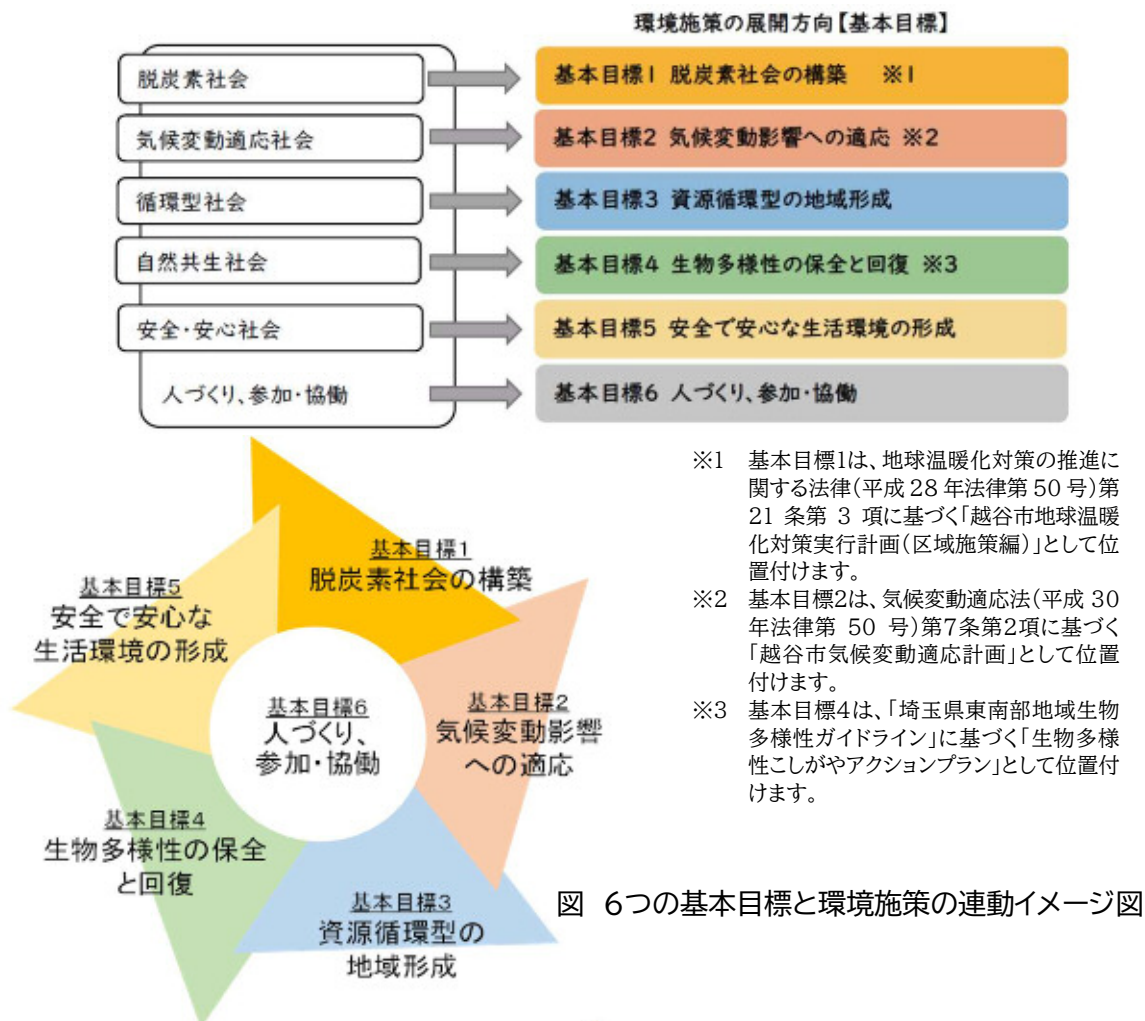 環境施策の展開方向【基本目標】
脱炭素社会
基本目標1 脱炭素社会の構築 ※1
気候変動適応社会
基本目標2 気候変動影響への適応 ※2
循環型社会
基本目標3 資源循環型の地域形成
自然共生社会
基本目標4 生物多様性の保全と回復 ※3
安全・安心社会
基本目標5 安全で安心な生活環境の形成
人づくり、参加・協働
基本目標6 人づくり、参加・協働
基本目標1
脱炭素社会の構築
基本目標5
安全で安心な
生活環境の形成
基本目標6
人づくり、
参加・協働
基本目標2
気候変動影響
への適応
基本目標4
生物多様性の保全
と回復
基本目標3
資源循環型の
地域形成
※1 基本目標1は、地球温暖化対策の推進に
関する法律(平成 28 年法律第 50 号)第
21 条第 3 項に基づく「越谷市地球温暖
化対策実行計画(区域施策編)」として位
置付けます。
※2 基本目標2は、気候変動適応法(平成 30
年法律第 50 号)第7条第2項に基づく
「越谷市気候変動適応計画」として位置
付けます。
※3 基本目標4は、「埼玉県東南部地域生物
多様性ガイドライン」に基づく「生物多様
性こしがやアクションプラン」として位置付
けます。
図 6つの基本目標と環境施策の連動イメージ図